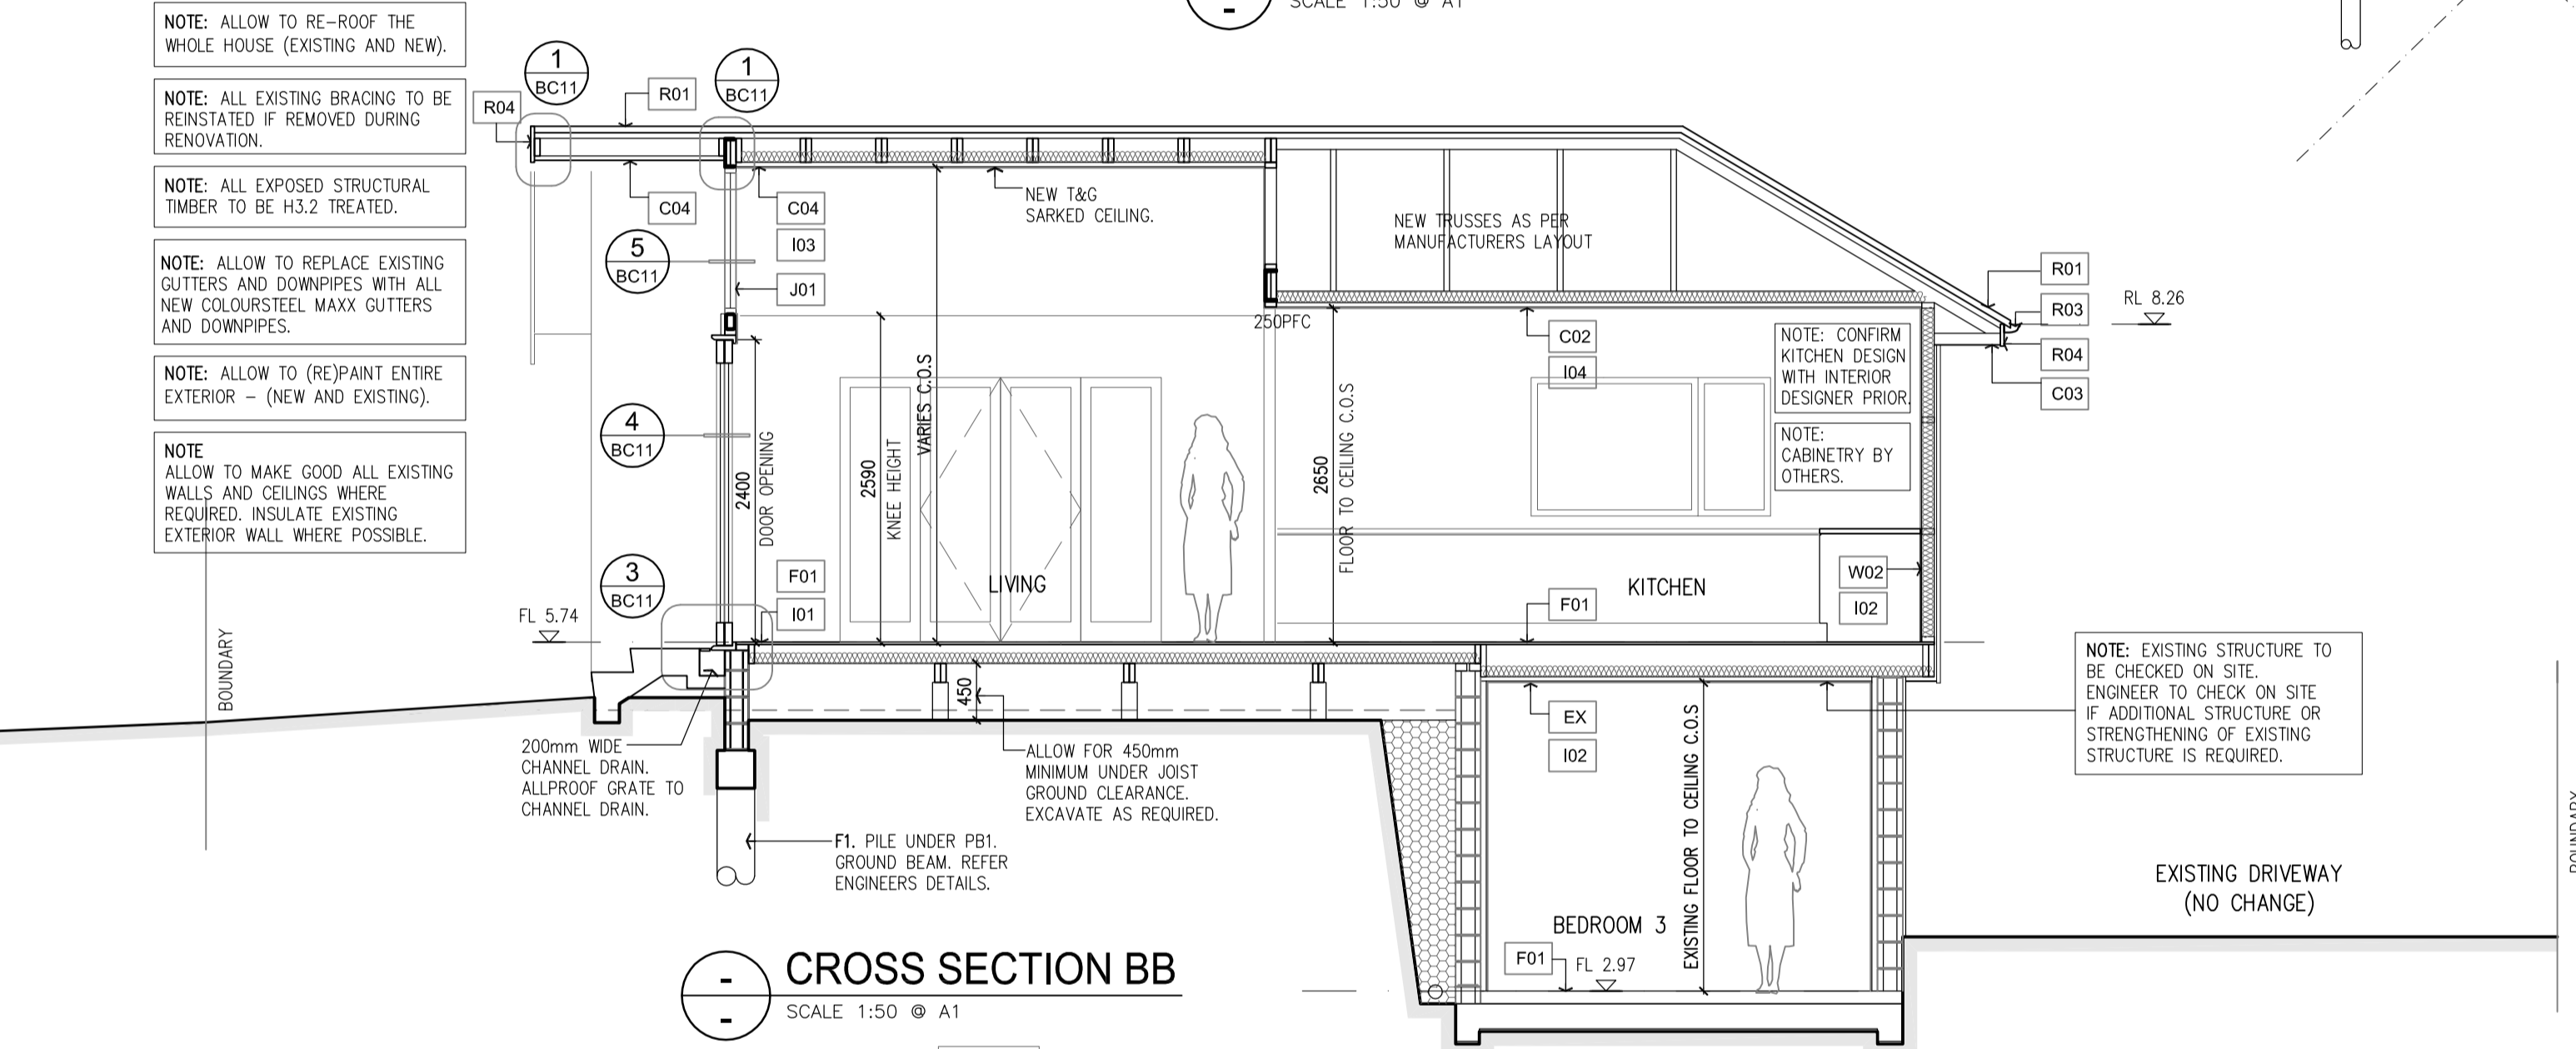 SCALE 1:50 @ A1
-
NOTE: ALLOW TO RE-ROOF THE
WHOLE HOUSE (EXISTING AND NEW).
NOTE: ALL EXISTING BRACING TO BE
REINSTATED IF REMOVED DURING
RENOVATION.
NOTE: ALL EXPOSED STRUCTURAL
TIMBER TO BE H3.2 TREATED.
NOTE: ALLOW TO REPLACE EXISTING
GUTTERS AND DOWNPIPES WITH ALL
NEW COLOURSTEEL MAXX GUTTERS
AND DOWNPIPES.
NOTE: ALLOW TO (RE)PAINT ENTIRE
EXTERIOR - (NEW AND EXISTING).
NOTE
ALLOW TO MAKE GOOD ALL EXISTING
WALLS AND CEILINGS WHERE
REQUIRED. INSULATE EXISTING
EXTERIOR WALL WHERE POSSIBLE.
BOUNDARY
1
BC11
R04
R01
1
BC11
C04
C04
I03
J01
5
BC11
4
BC11
3
BC11
NEW T&G
SARKED CEILING.
NEW TRUSSES AS PER
MANUFACTURERS LAYOUT
250PFC
2400
DOOR OPENING
2590
KNEE HEIGHT
VARIES C.O.S
2650
FLOOR TO CEILING C.O.S
C02
I04
NOTE: CONFIRM
KITCHEN DESIGN
WITH INTERIOR
DESIGNER PRIOR.
NOTE:
CABINETRY BY
OTHERS.
R01
R03
R04
C03
RL 8.26
F01
I01
LIVING
F01
KITCHEN
W02
I02
FL 5.74
200mm WIDE
CHANNEL DRAIN.
ALLPROOF GRATE TO
CHANNEL DRAIN.
450
ALLOW FOR 450mm
MINIMUM UNDER JOIST
GROUND CLEARANCE.
EXCAVATE AS REQUIRED.
F1. PILE UNDER PB1.
GROUND BEAM. REFER
ENGINEERS DETAILS.
EX
I02
EXISTING FLOOR TO CEILING C.O.S
BEDROOM 3
F01
FL 2.97
NOTE: EXISTING STRUCTURE TO
BE CHECKED ON SITE.
ENGINEER TO CHECK ON SITE
IF ADDITIONAL STRUCTURE OR
STRENGTHENING OF EXISTING
STRUCTURE IS REQUIRED.
EXISTING DRIVEWAY
(NO CHANGE)
BOUNDARY
-
-
CROSS SECTION BB
SCALE 1:50 @ A1